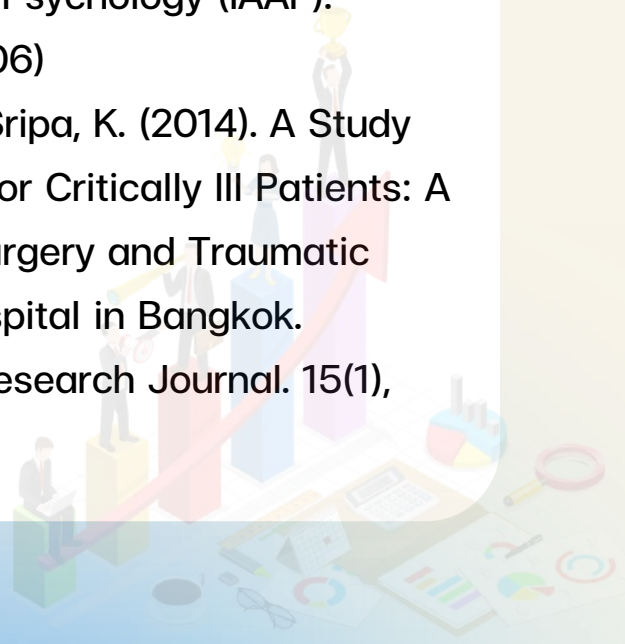 Psychology (IAAP).
06)
Sripa, K. (2014). A Study
or Critically Ill Patients: A
urgery and Traumatic
spital in Bangkok.
esearch Journal. 15(1),